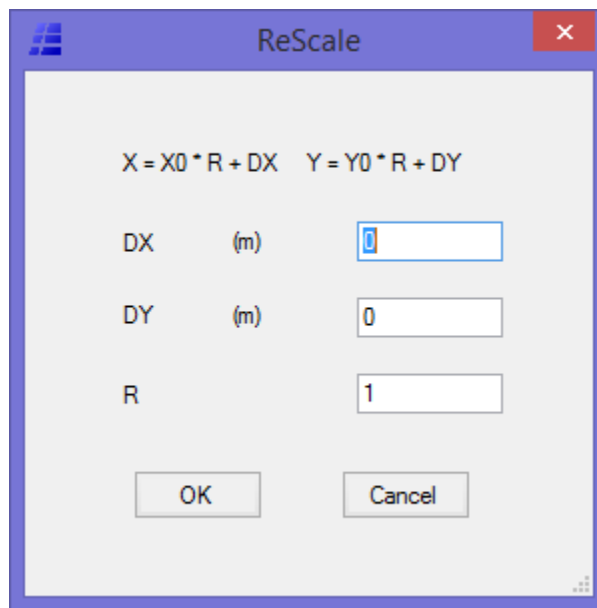 ReScale
X = X0 * R + DX Y = Y0 * R + DY
DX (m) 0
DY (m) 0
R 1
OK Cancel